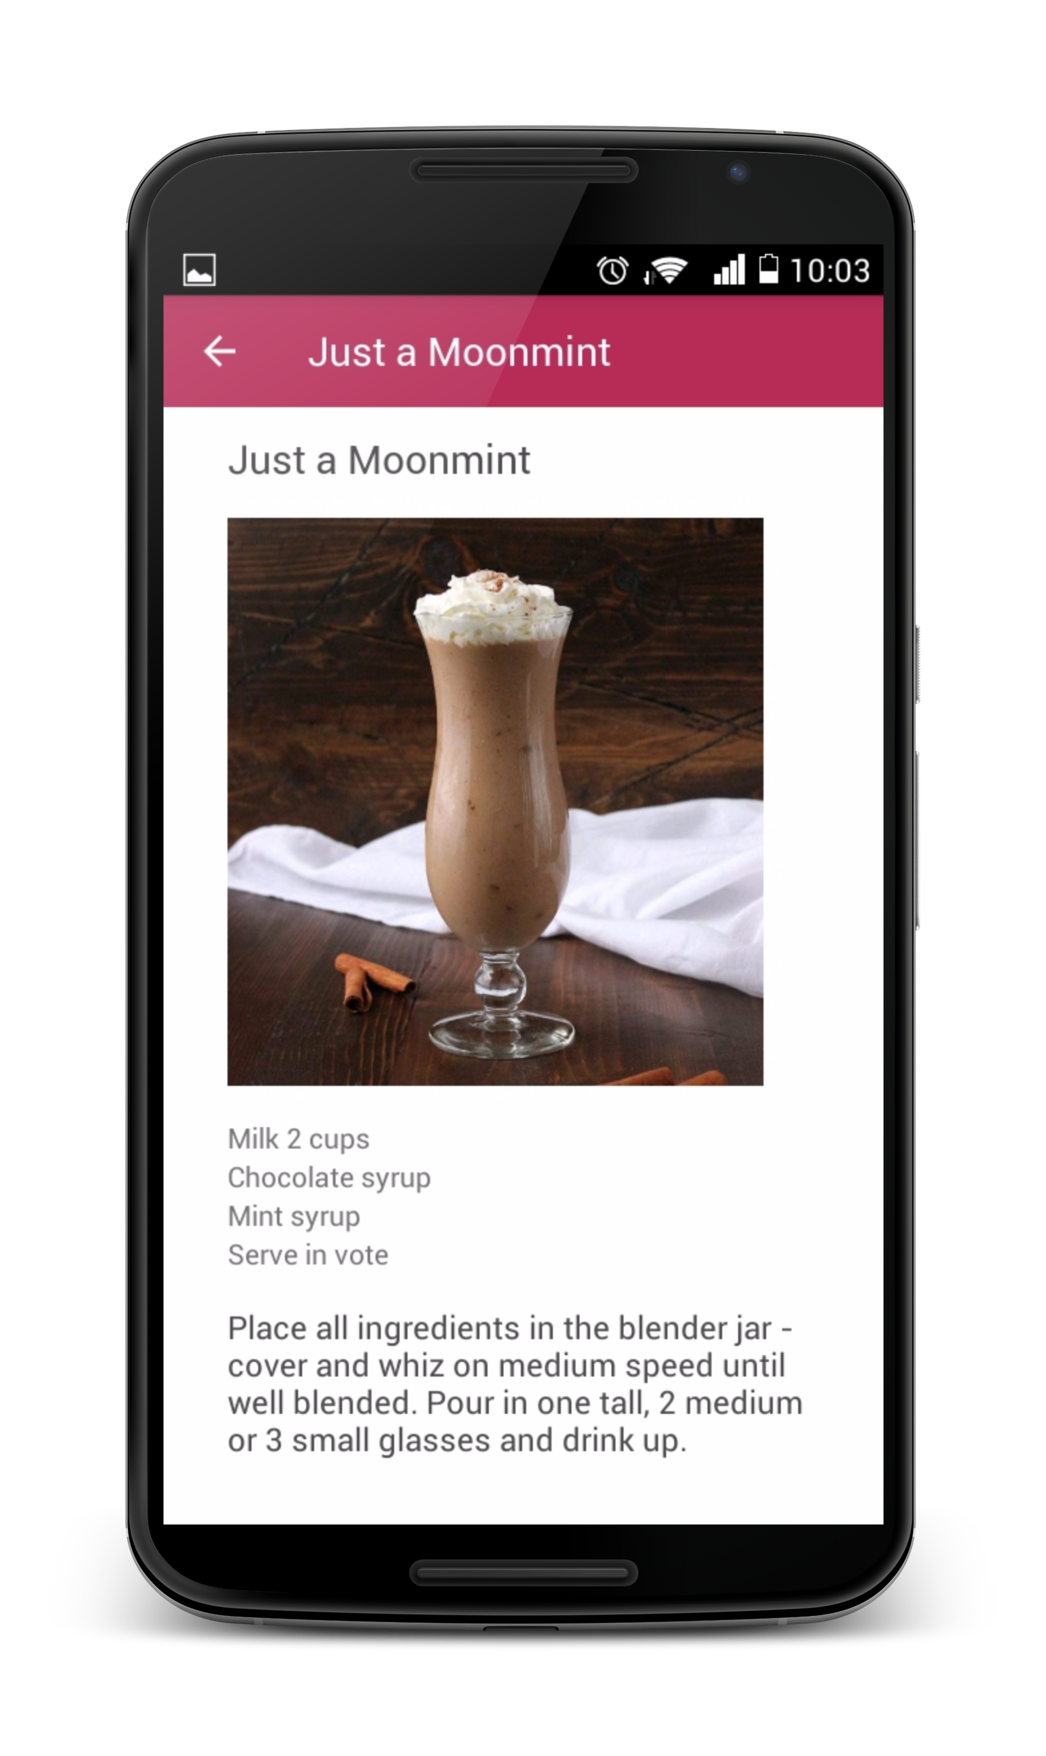 10:03
Just a Moonmint
Just a Moonmint
Milk 2 cups
Chocolate syrup
Mint syrup
Serve in vote
Place all ingredients in the blender jar -
cover and whiz on medium speed until
well blended. Pour in one tall, 2 medium
or 3 small glasses and drink up.